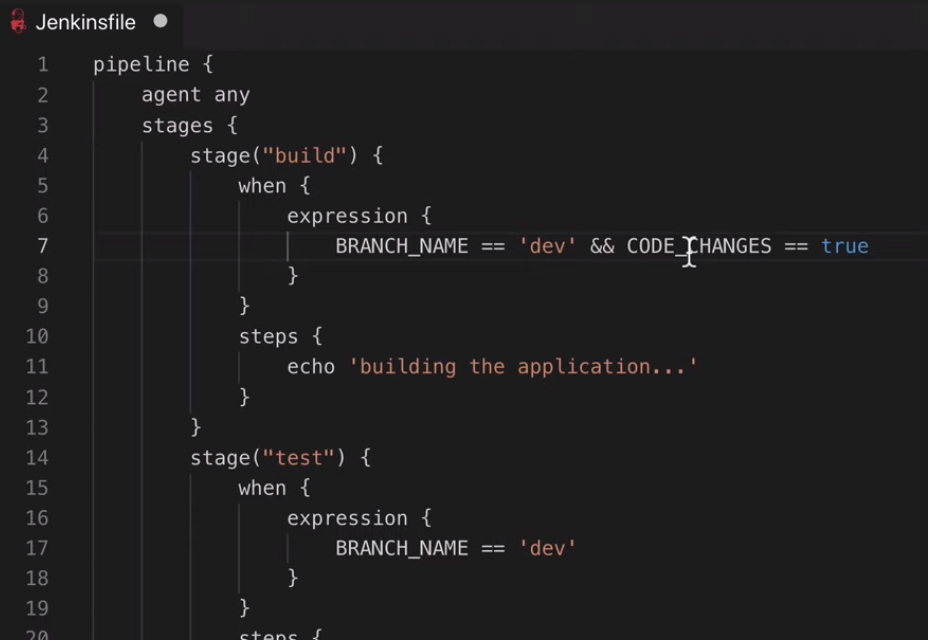 Jenkinsfile
1 pipeline {
2 agent any
3 stages {
4 stage("build") {
5 when {
6 expression {
7 BRANCH_NAME == 'dev' && CODE_CHANGES == true
8 }
9 }
10 steps {
11 echo 'building the application...'
12 }
13 }
14 stage("test") {
15 when {
16 expression {
17 BRANCH_NAME == 'dev'
18 }
19 }
20 steps {